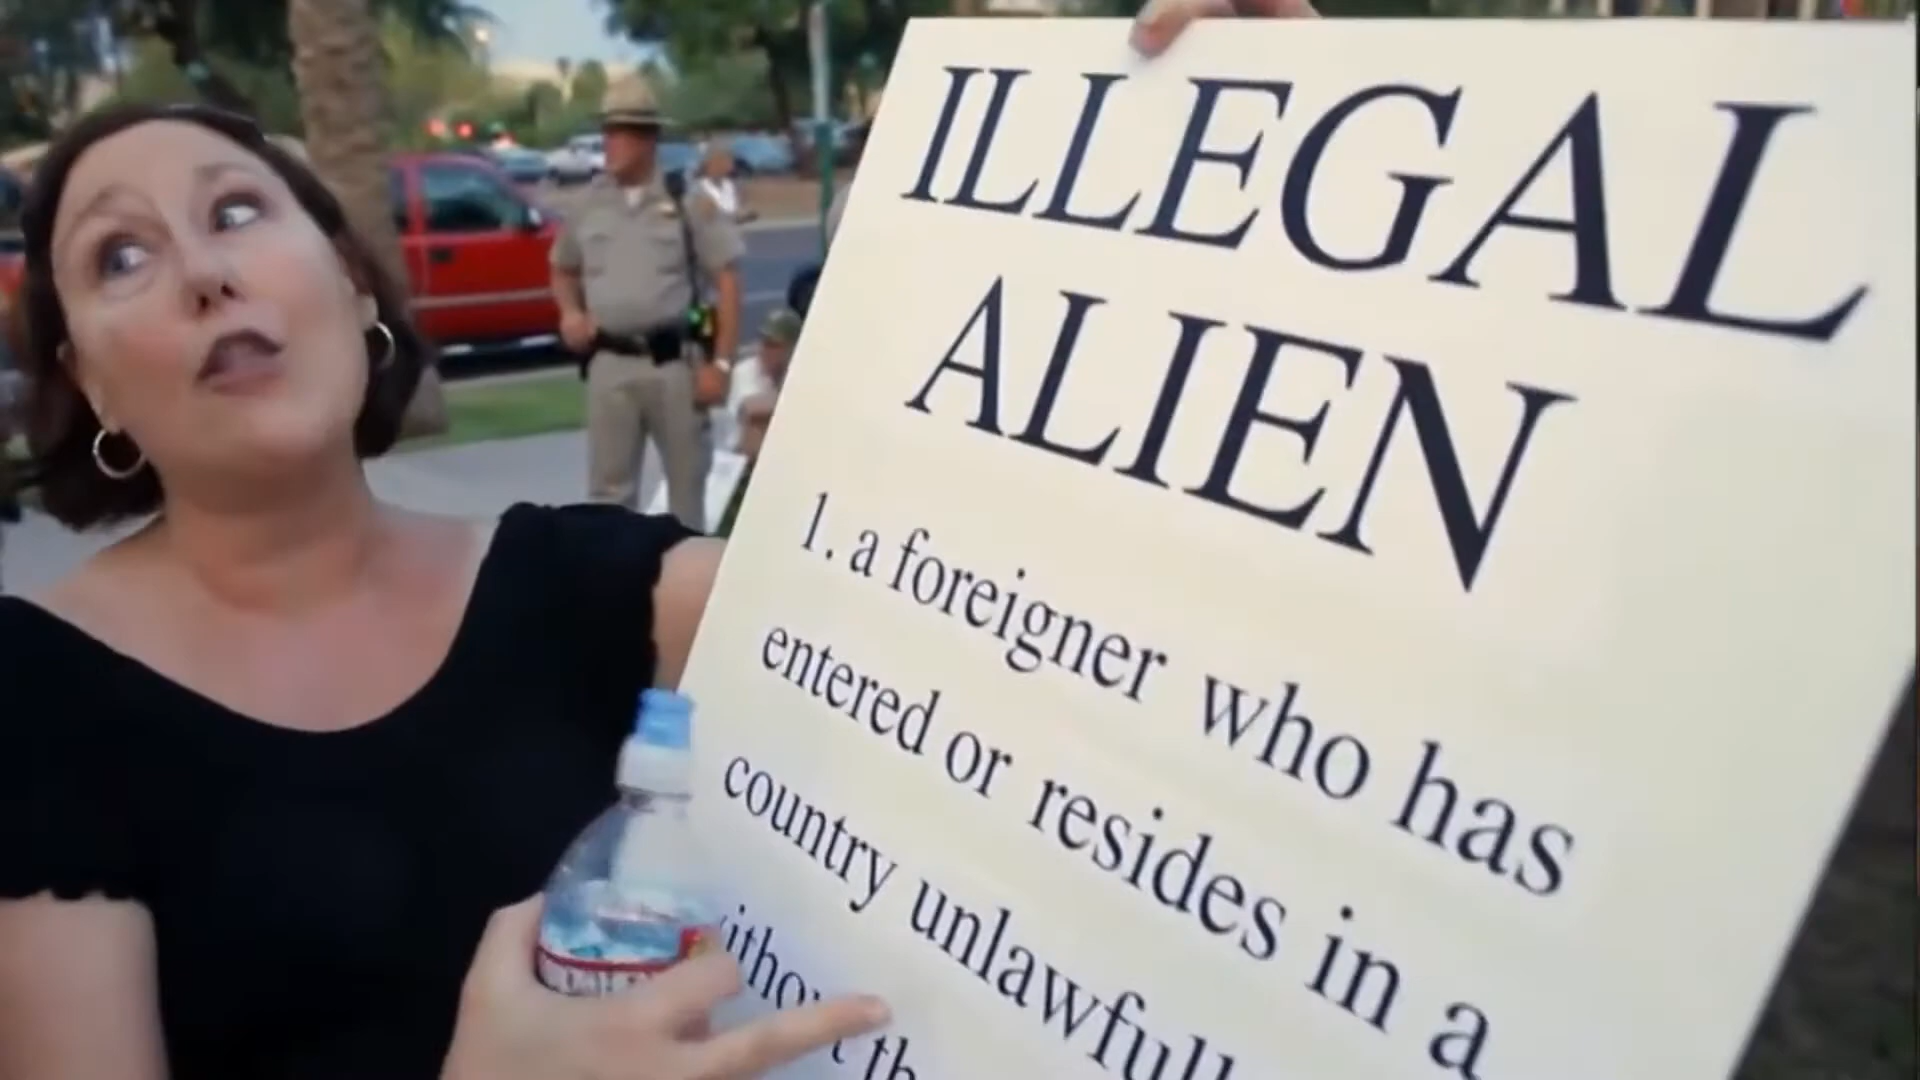 ILLEGAL
ALIEN
1. a foreigner who has
entered or resides in a
country unlawfull